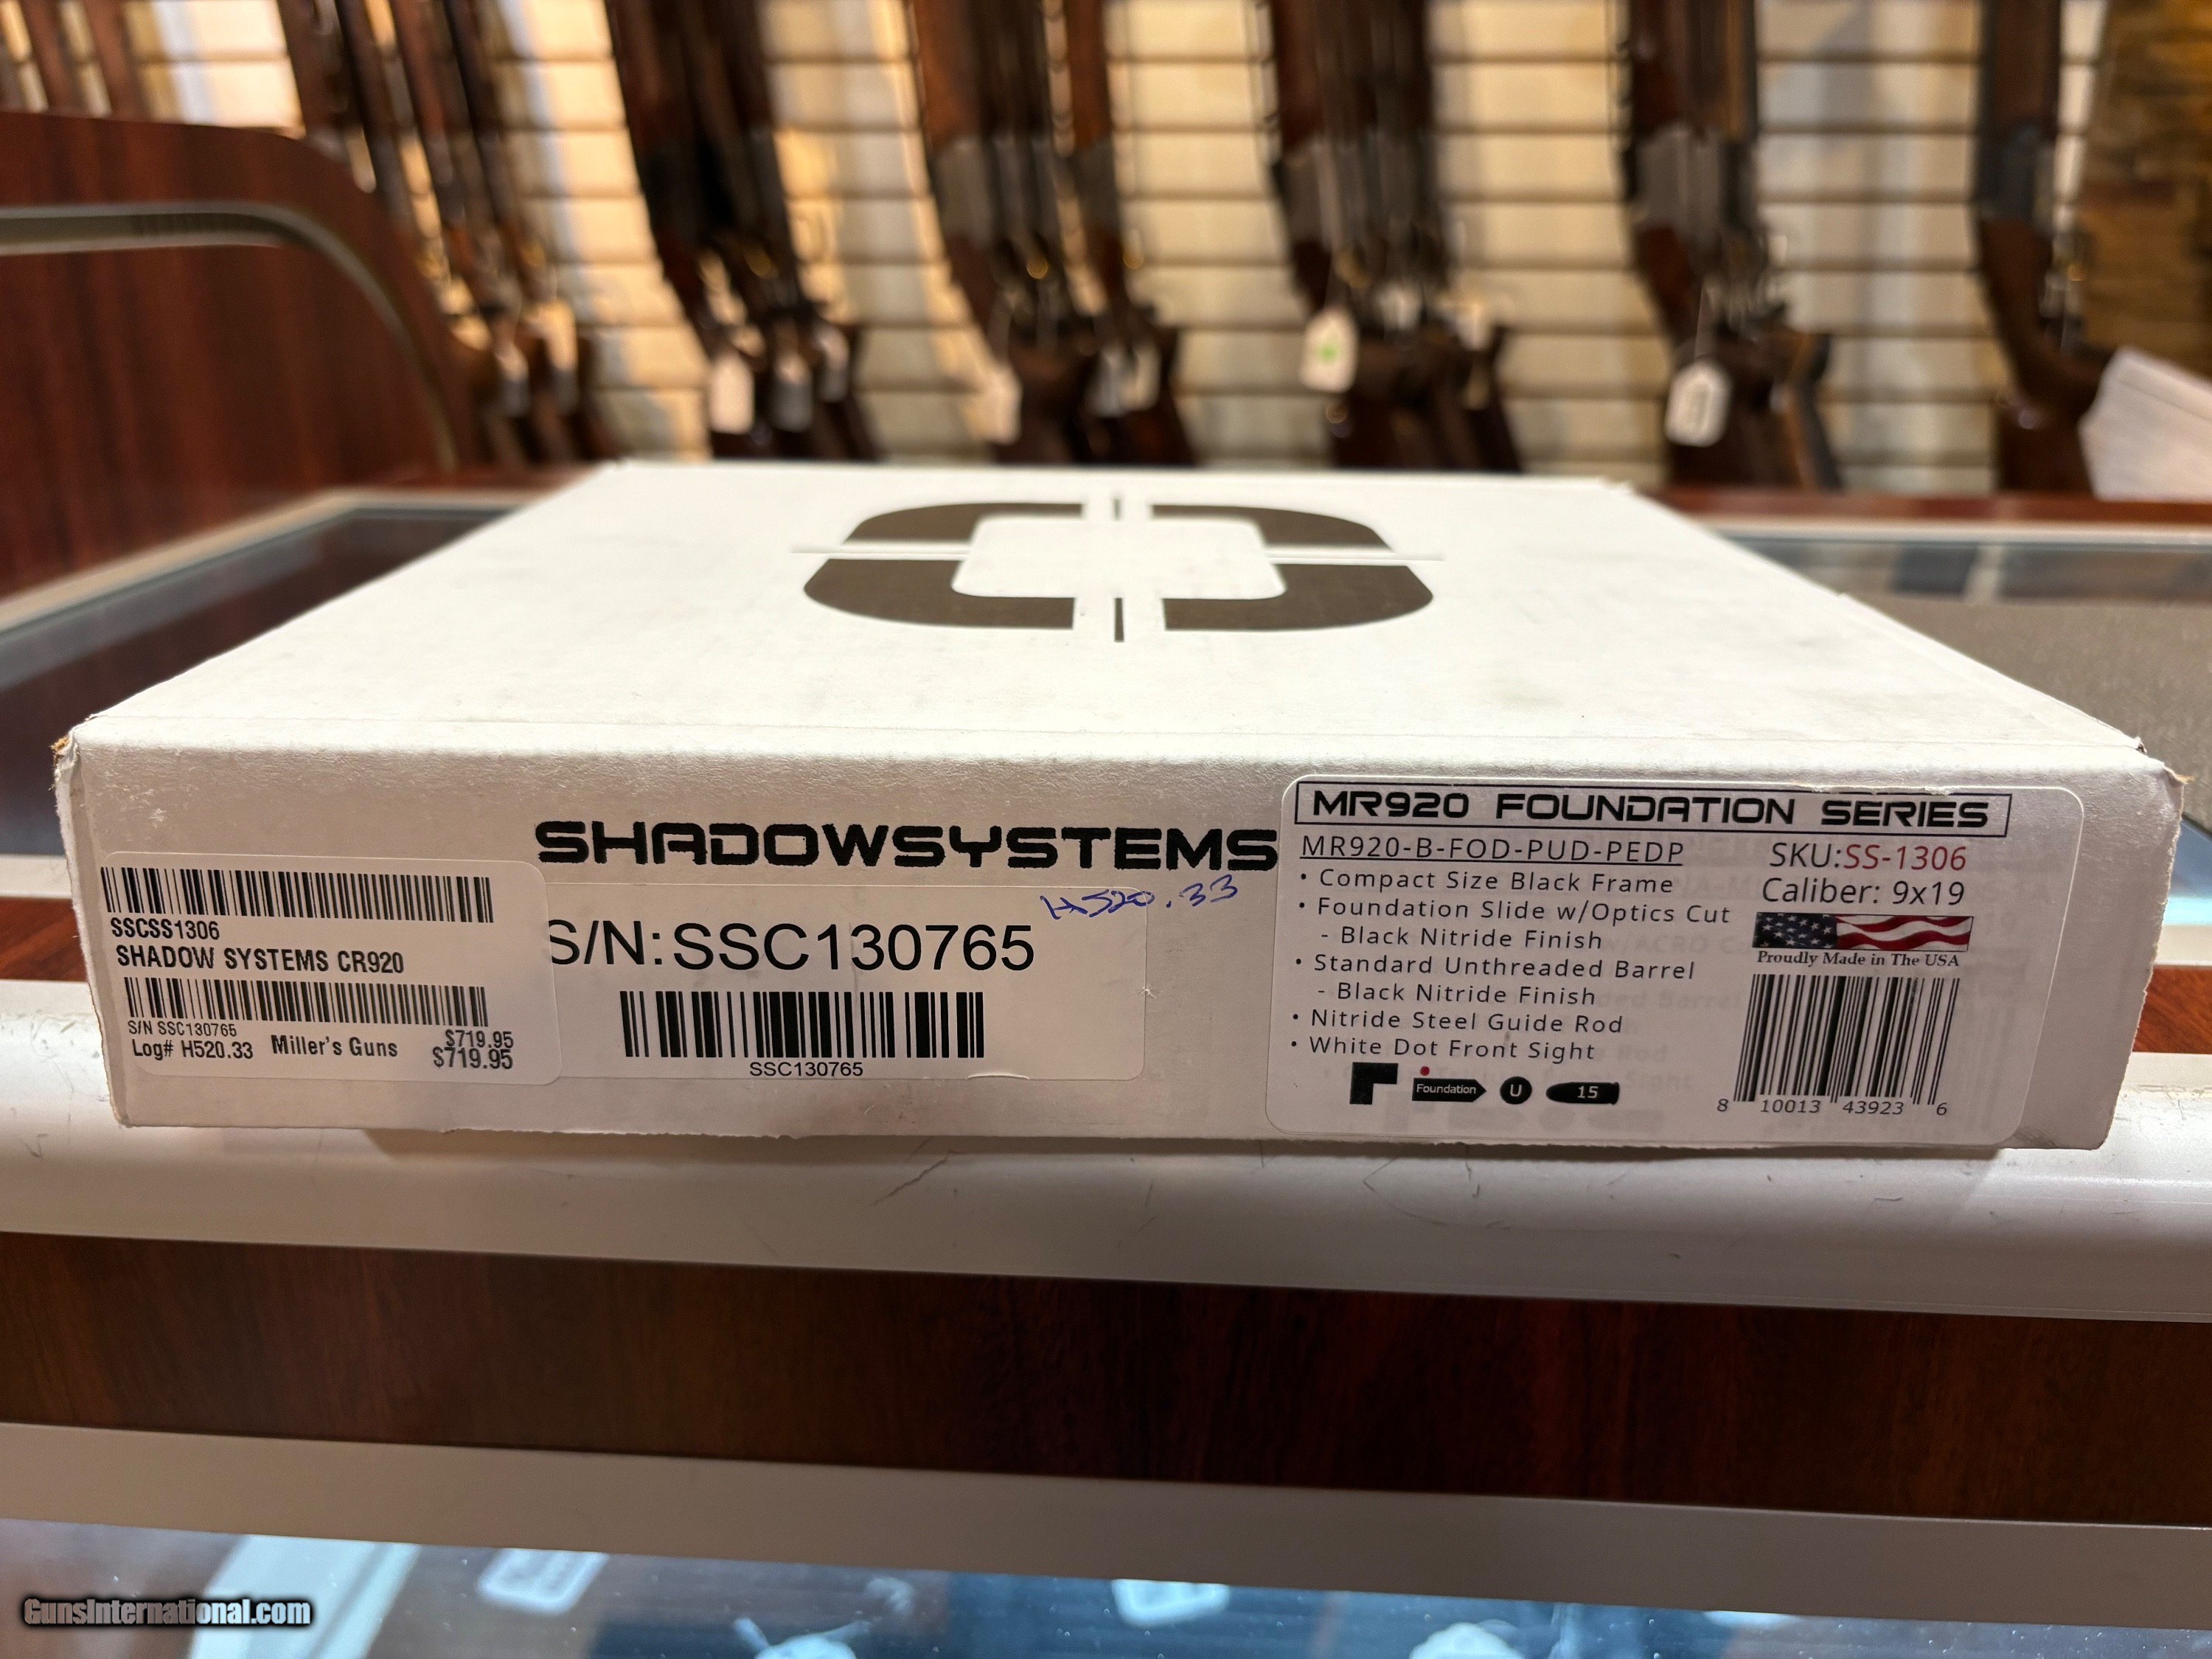 SHADOWSYSTEMS
H520.33
S/N:SSC130765
SSC130765
SSCSS1306
SHADOW SYSTEMS CR920
S/N SSC130765
$719.95
Log# H520.33 Miller's Guns $719.95
MR920 FOUNDATION SERIES
MR920-B-FOD-PUD-PEDP
SKU:SS-1306
Caliber: 9x19
• Compact Size Black Frame
• Foundation Slide w/Optics Cut
- Black Nitride Finish
• Standard Unthreaded Barrel
- Black Nitride Finish
• Nitride Steel Guide Rod
• White Dot Front Sight
Proudly Made in The USA
Foundation U 15
8 10013 43923 6
GunsInternational.com